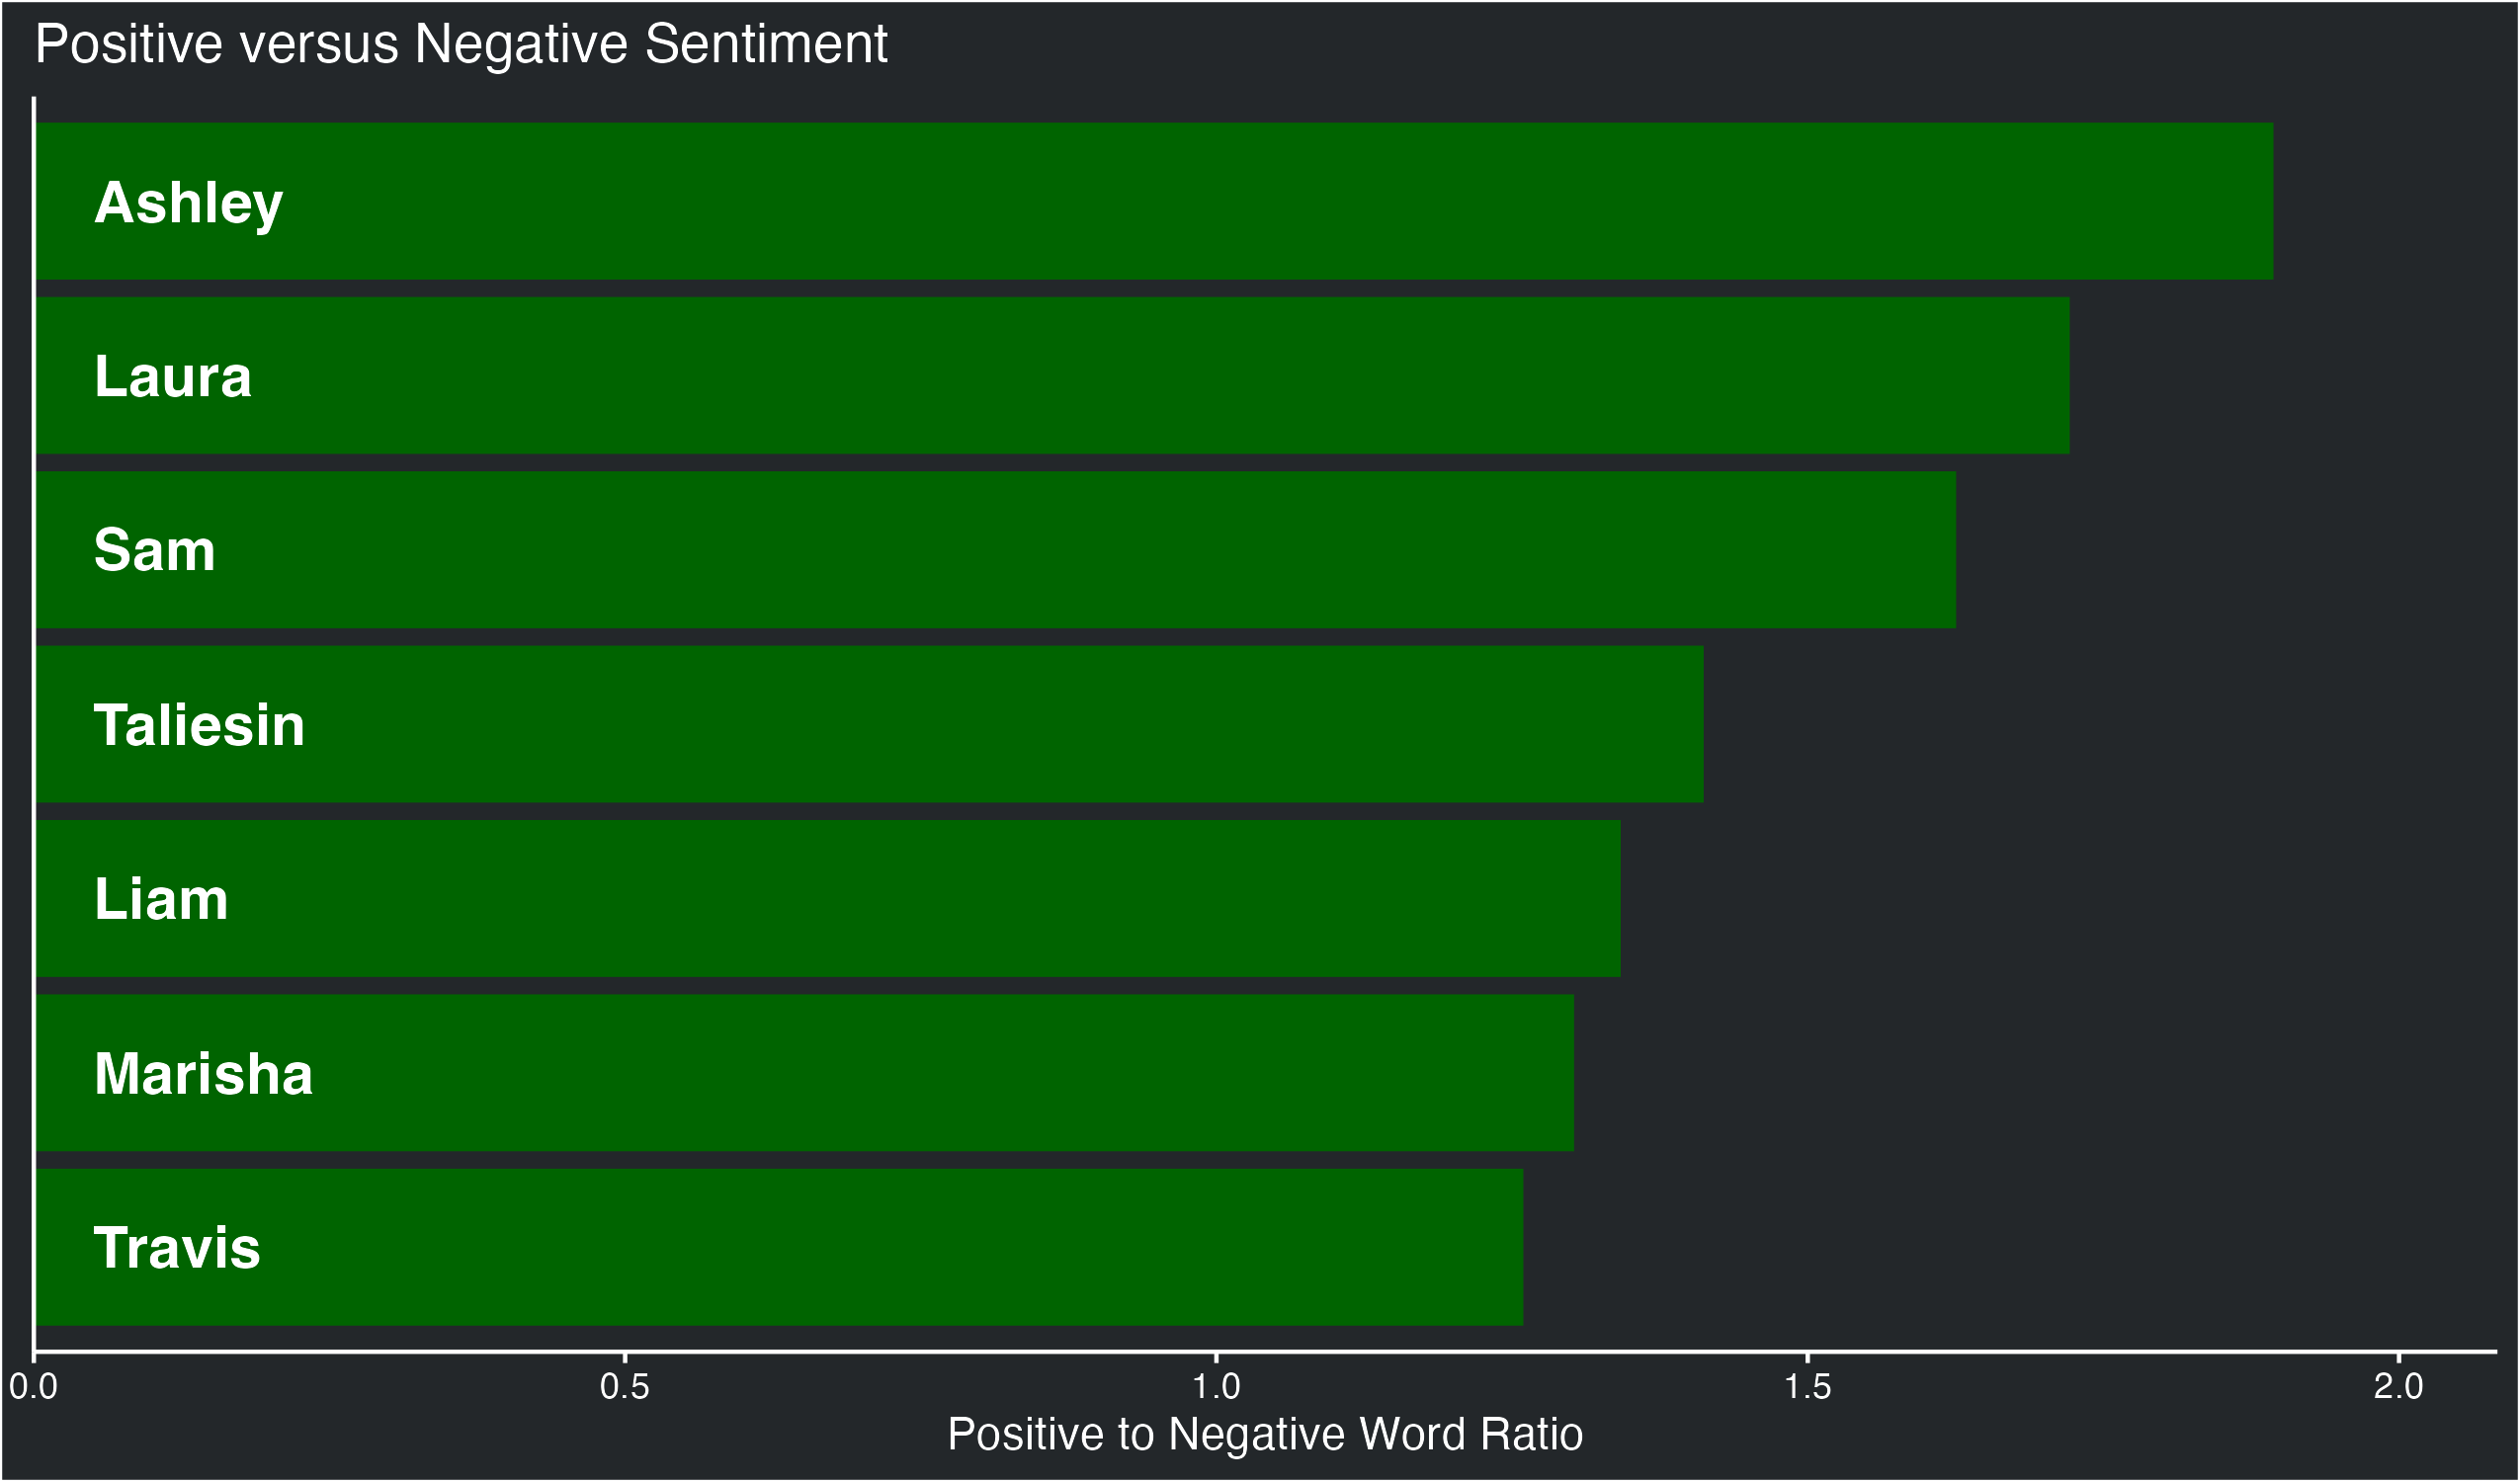 Positive versus Negative Sentiment
Ashley
Laura
Sam
Taliesin
Liam
Marisha
Travis
0.0 0.5 1.0 1.5 2.0
Positive to Negative Word Ratio